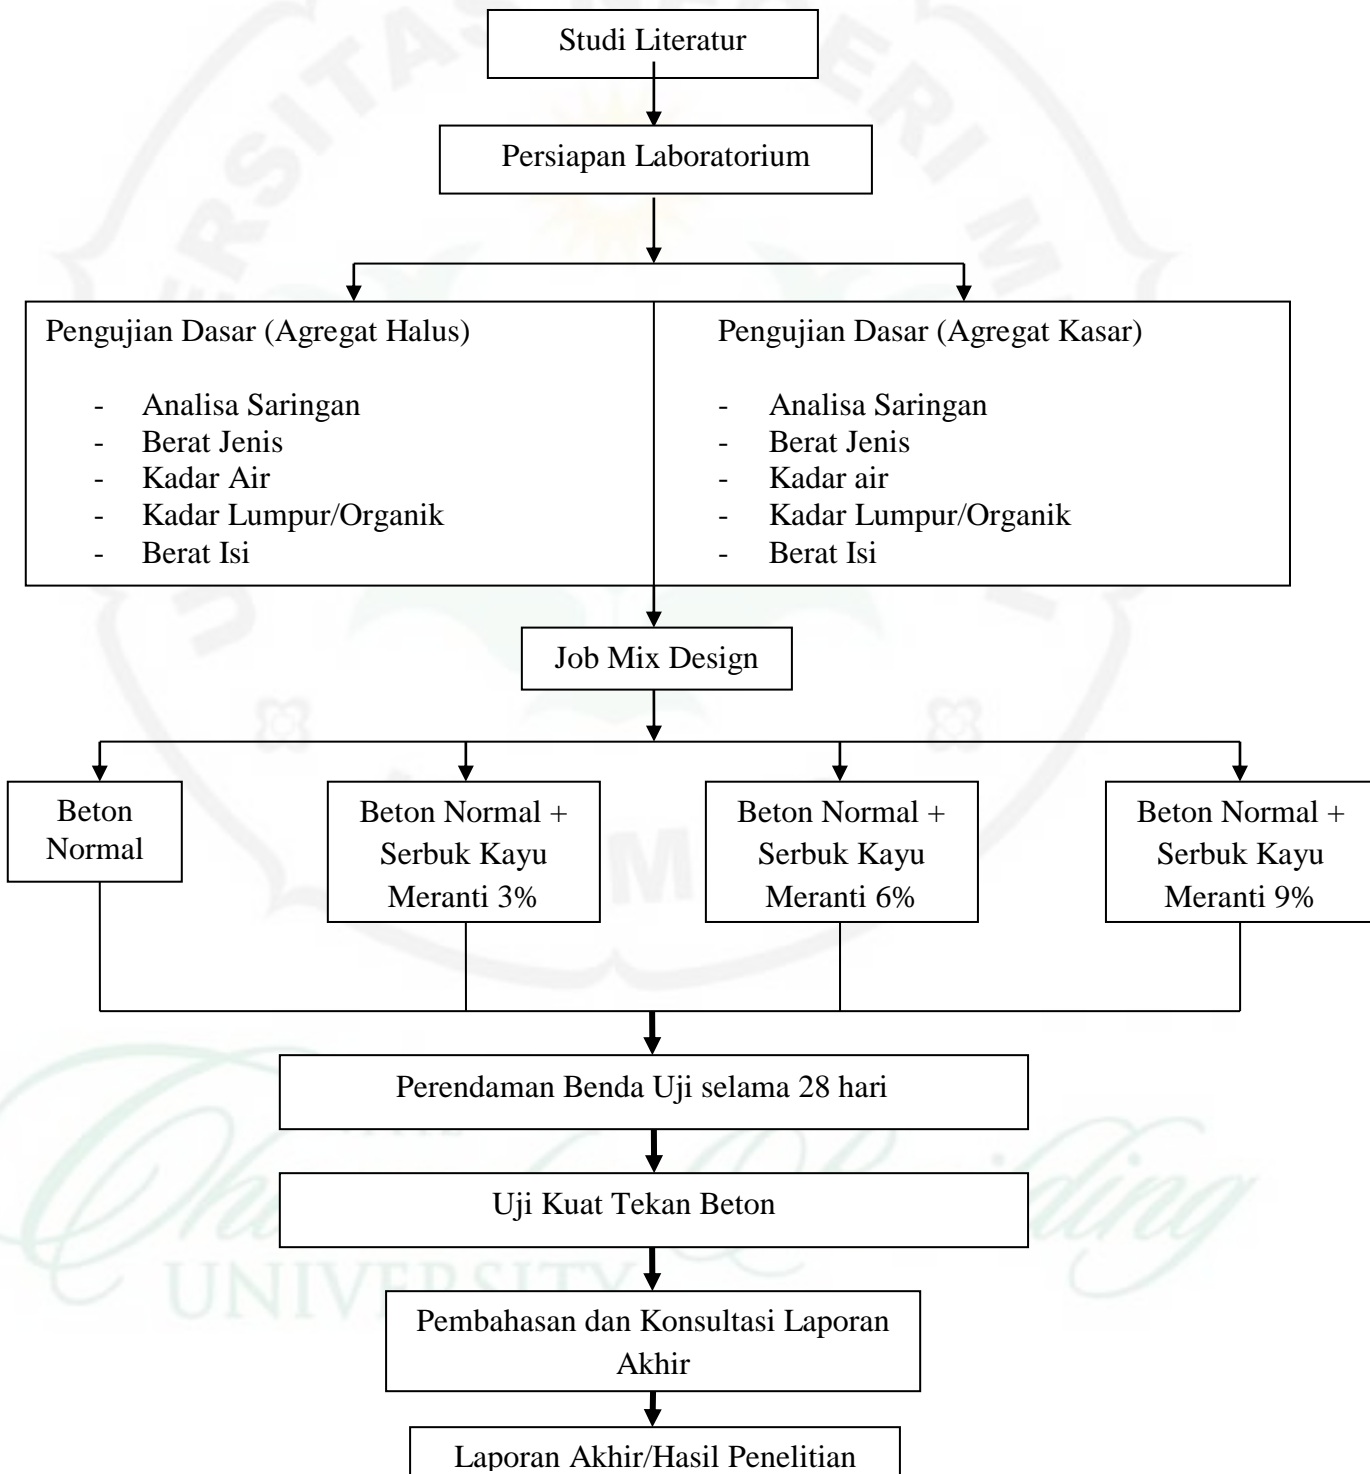 Studi Literatur
Persiapan Laboratorium
Pengujian Dasar (Agregat Halus)
- Analisa Saringan
- Berat Jenis
- Kadar Air
- Kadar Lumpur/Organik
- Berat Isi
Pengujian Dasar (Agregat Kasar)
- Analisa Saringan
- Berat Jenis
- Kadar air
- Kadar Lumpur/Organik
- Berat Isi
Job Mix Design
Beton
Normal
Beton Normal +
Serbuk Kayu
Meranti 3%
Beton Normal +
Serbuk Kayu
Meranti 6%
Beton Normal +
Serbuk Kayu
Meranti 9%
Perendaman Benda Uji selama 28 hari
Uji Kuat Tekan Beton
Pembahasan dan Konsultasi Laporan
Akhir
Laporan Akhir/Hasil Penelitian
UNIVERSITY